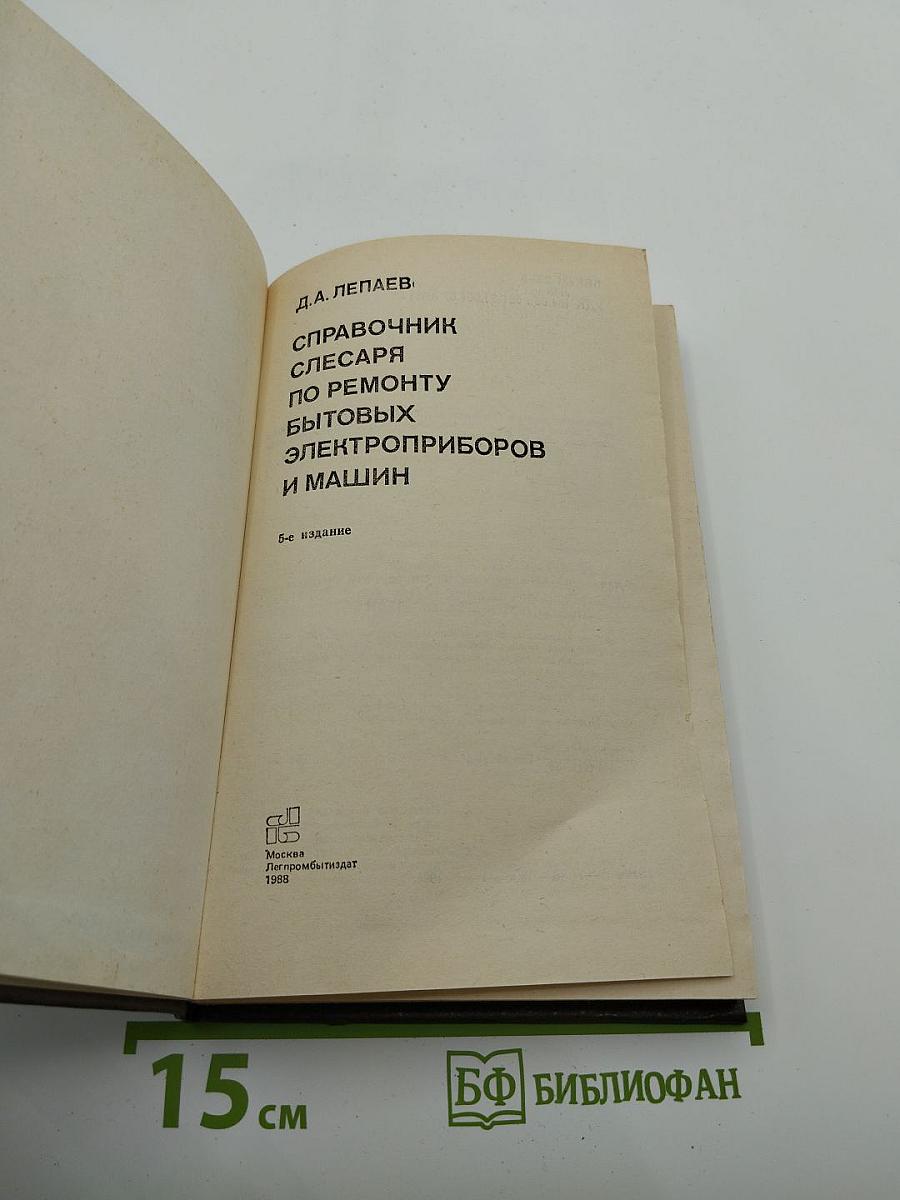 Д. А. ЛЕПАЕВ
СПРАВОЧНИК
СЛЕСАРЯ
ПО РЕМОНТУ
БЫТОВЫХ
ЭЛЕКТРОПРИБОРОВ
И МАШИН
5-е издание
Москва
Легпромбытиздат
1988
15 см
БФ БИБЛИОФАН